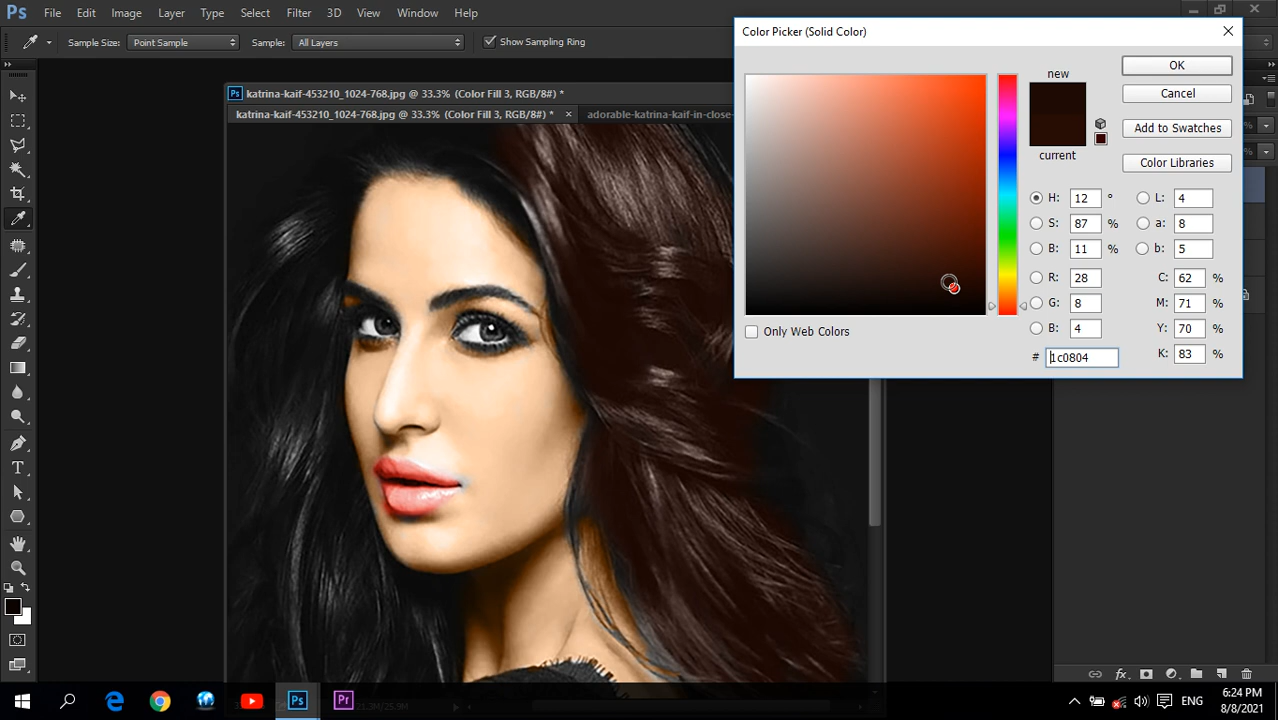 Ps File Edit Image Layer Type Select Filter 3D View Window Help
Sample Size: Point Sample Sample: All Layers Show Sampling Ring
Color Picker (Solid Color)
Ps katrina-kaif-453210_1024-768.jpg @ 33.3% (Color Fill 3, RGB/8#) *
katrina-kaif-453210_1024-768.jpg @ 33.3% (Color Fill 3, RGB/8#) *
adorable-katrina-kaif-in-close-
new
current
OK
Cancel
Add to Swatches
Color Libraries
H: 12 °
S: 87 %
B: 11 %
R: 28
G: 8
B: 4
# 1c0804
L: 4
a: 8
b: 5
C: 62 %
M: 71 %
Y: 70 %
K: 83 %
Only Web Colors
T
fx
Ps
Pr
ENG
6:24 PM
8/8/2021